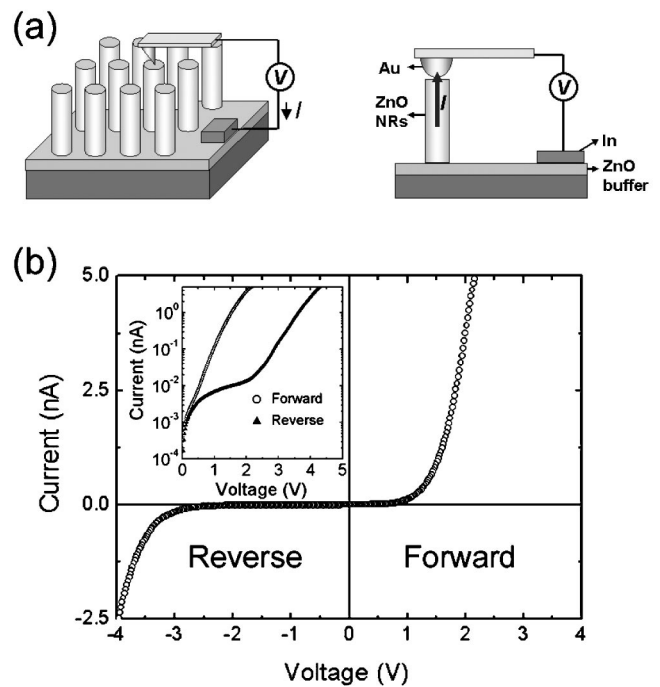 (a)
V
I
Au
ZnO
NRs
I
V
In
ZnO
buffer
(b)
5.0
2.5
0.0
-2.5
Current (nA)
10⁰
10⁻¹
10⁻²
10⁻³
10⁻⁴
Current (nA)
Forward
Reverse
0 1 2 3 4 5
Voltage (V)
Reverse
Forward
-4 -3 -2 -1 0 1 2 3 4
Voltage (V)